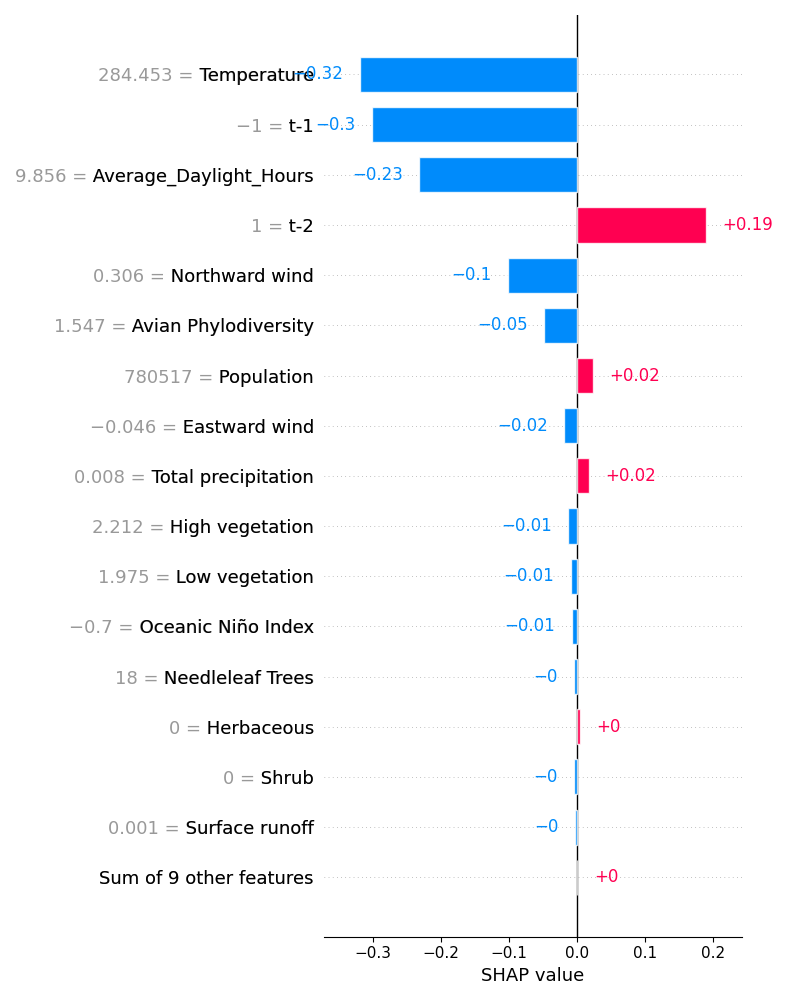 284.453 = Temperature −0.32
−1 = t-1 −0.3
9.856 = Average_Daylight_Hours −0.23
1 = t-2 +0.19
0.306 = Northward wind −0.1
1.547 = Avian Phylodiversity −0.05
780517 = Population +0.02
−0.046 = Eastward wind −0.02
0.008 = Total precipitation +0.02
2.212 = High vegetation −0.01
1.975 = Low vegetation −0.01
−0.7 = Oceanic Niño Index −0.01
18 = Needleleaf Trees −0
0 = Herbaceous +0
0 = Shrub −0
0.001 = Surface runoff −0
Sum of 9 other features +0
−0.3 −0.2 −0.1 0.0 0.1 0.2
SHAP value